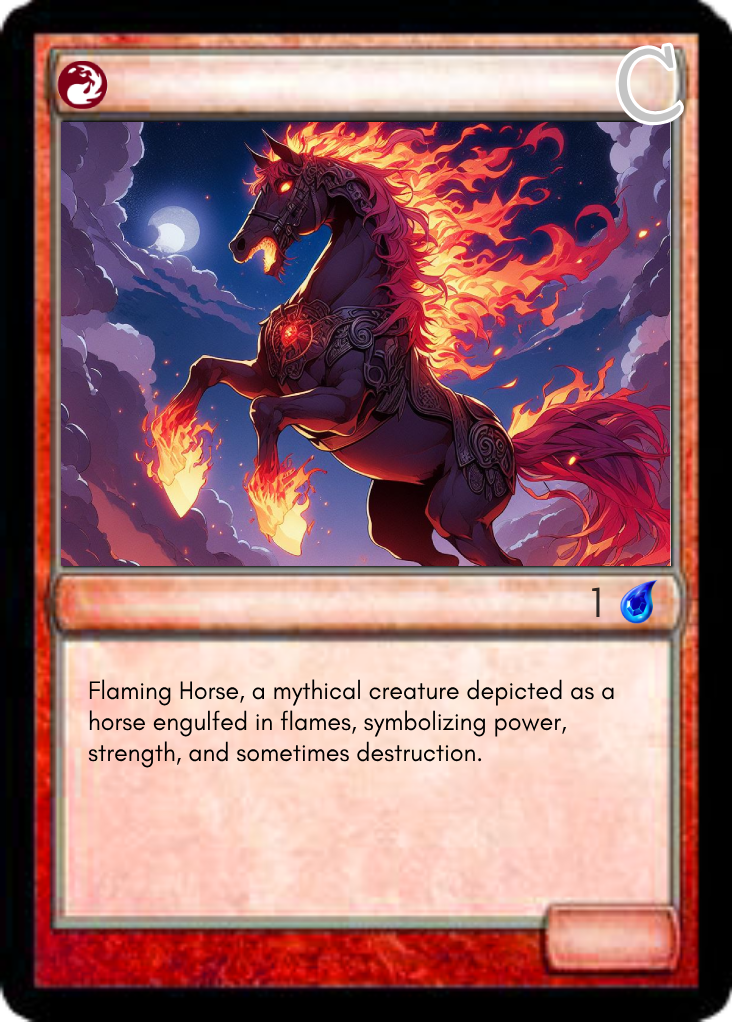 C
1
Flaming Horse, a mythical creature depicted as a
horse engulfed in flames, symbolizing power,
strength, and sometimes destruction.